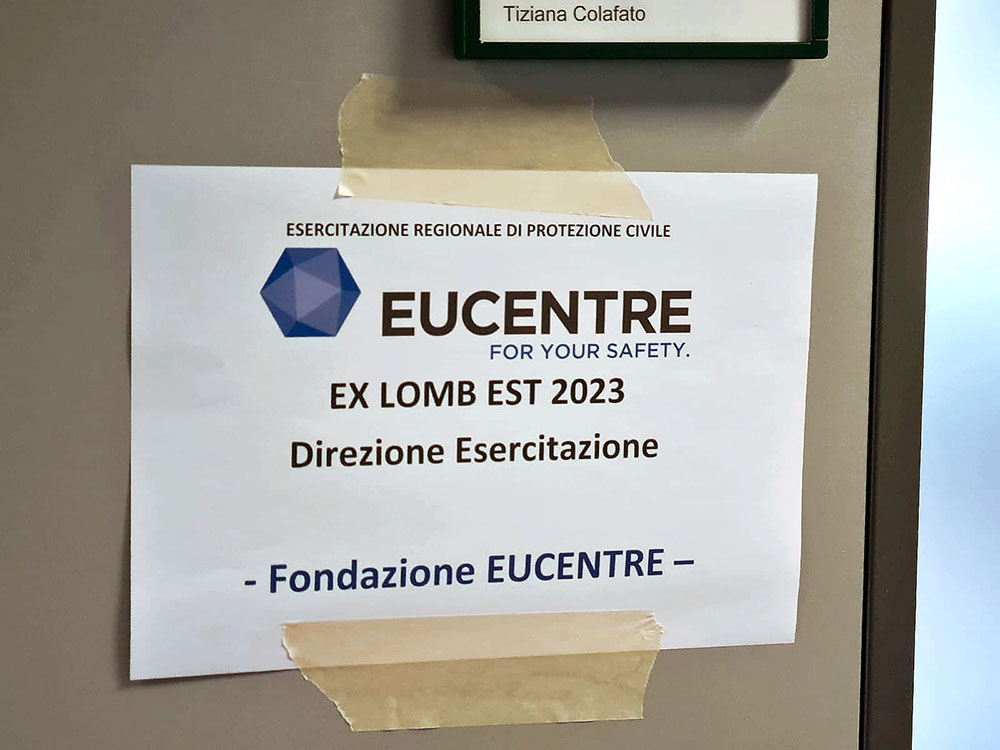 Tiziana Colafato
ESERCITAZIONE REGIONALE DI PROTEZIONE CIVILE
EUCENTRE
FOR YOUR SAFETY.
EX LOMB EST 2023
Direzione Esercitazione
- Fondazione EUCENTRE –